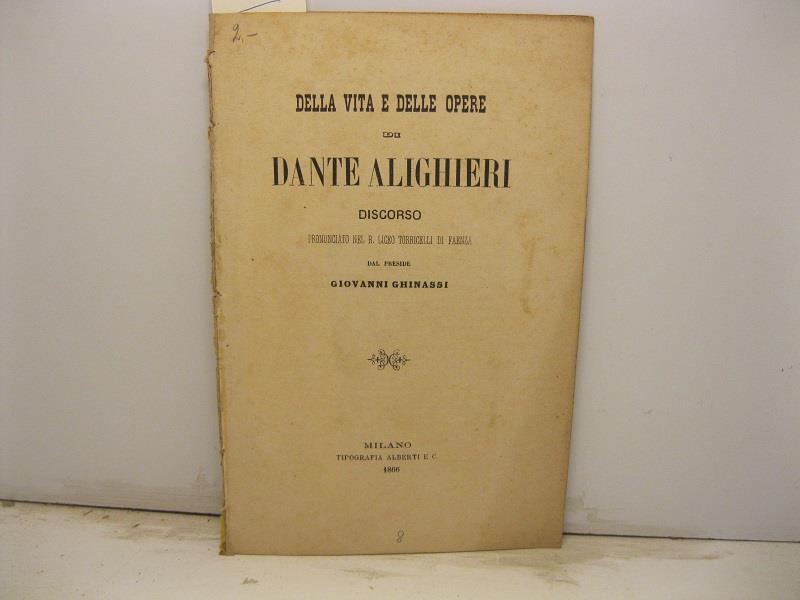 2,-
DELLA VITA E DELLE OPERE
DI
DANTE ALIGHIERI
DISCORSO
PRONUNCIATO NEL R. LICEO TORRICELLI DI FAENZA
DAL PRESIDE
GIOVANNI GHINASSI
MILANO
TIPOGRAFIA ALBERTI E C.
1866
8